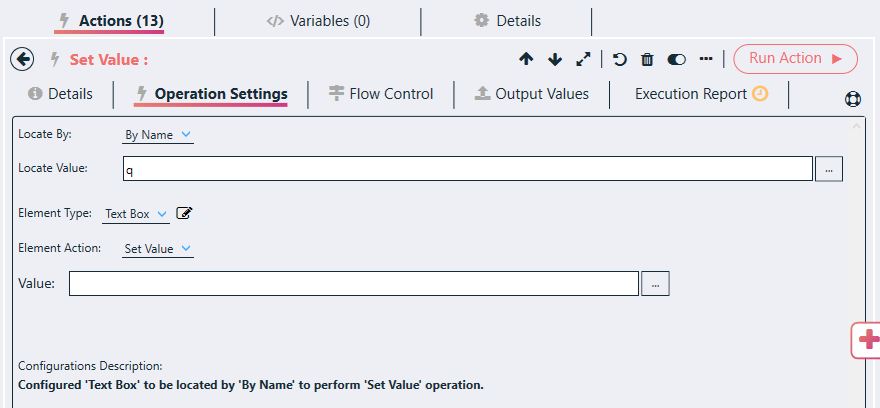 Actions (13) </> Variables (0) Details
Set Value : Run Action
Details Operation Settings Flow Control Output Values Execution Report
Locate By: By Name
Locate Value: q ...
Element Type: Text Box
Element Action: Set Value
Value: ...
Configurations Description:
Configured 'Text Box' to be located by 'By Name' to perform 'Set Value' operation.